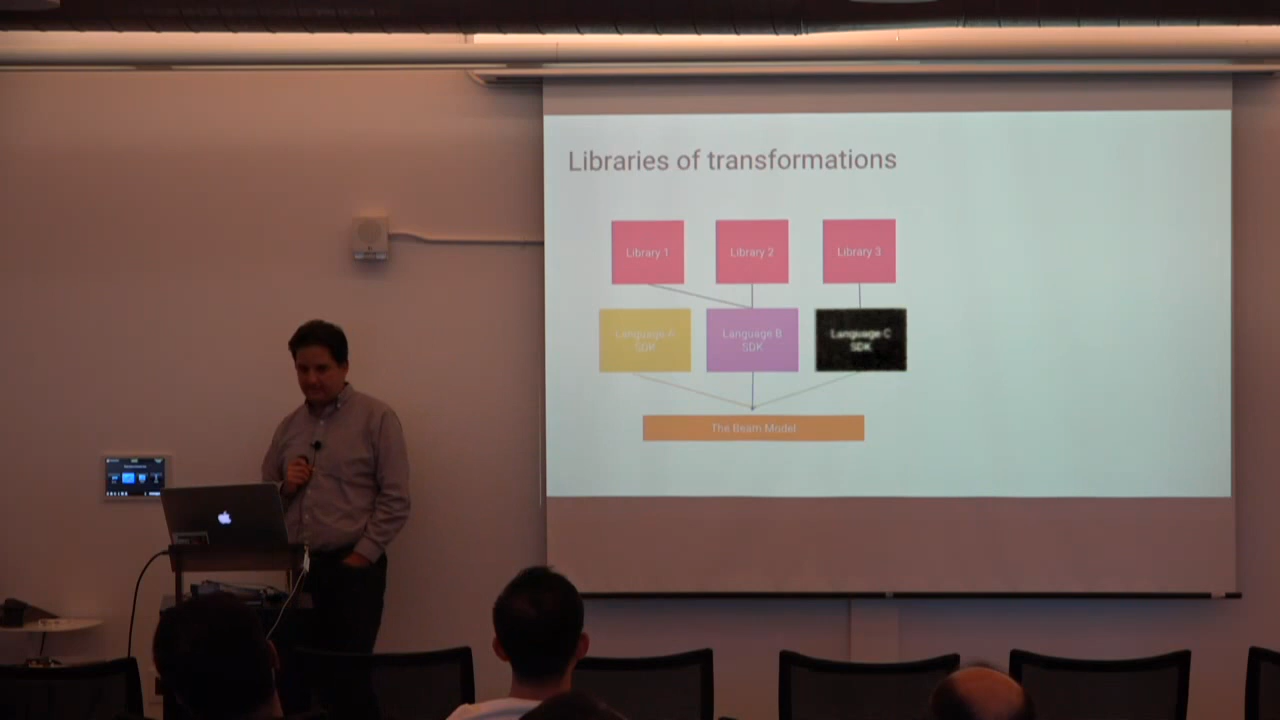 Libraries of transformations
Library 1
Library 2
Library 3
Language A
SDK
Language B
SDK
Language C
SDK
The Beam Model